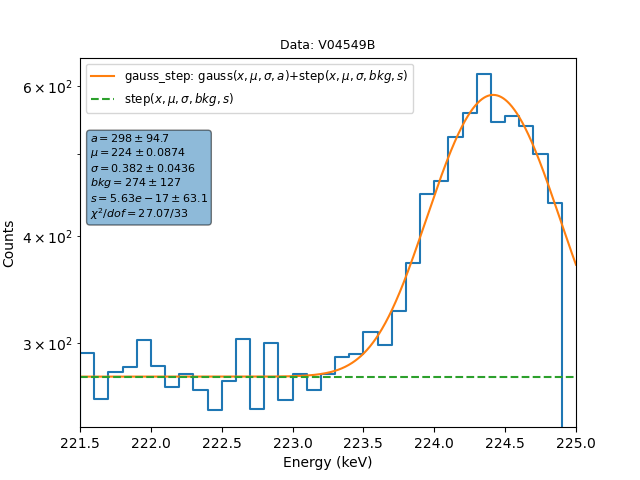 Data: V04549B
gauss_step: gauss(x, μ, σ, a)+step(x, μ, σ, bkg, s)
step(x, μ, σ, bkg, s)
a = 298 ± 94.7
μ = 224 ± 0.0874
σ = 0.382 ± 0.0436
bkg = 274 ± 127
s = 5.63e − 17 ± 63.1
χ²/dof = 27.07/33
6 × 10²
4 × 10²
3 × 10²
Counts
221.5 222.0 222.5 223.0 223.5 224.0 224.5 225.0
Energy (keV)